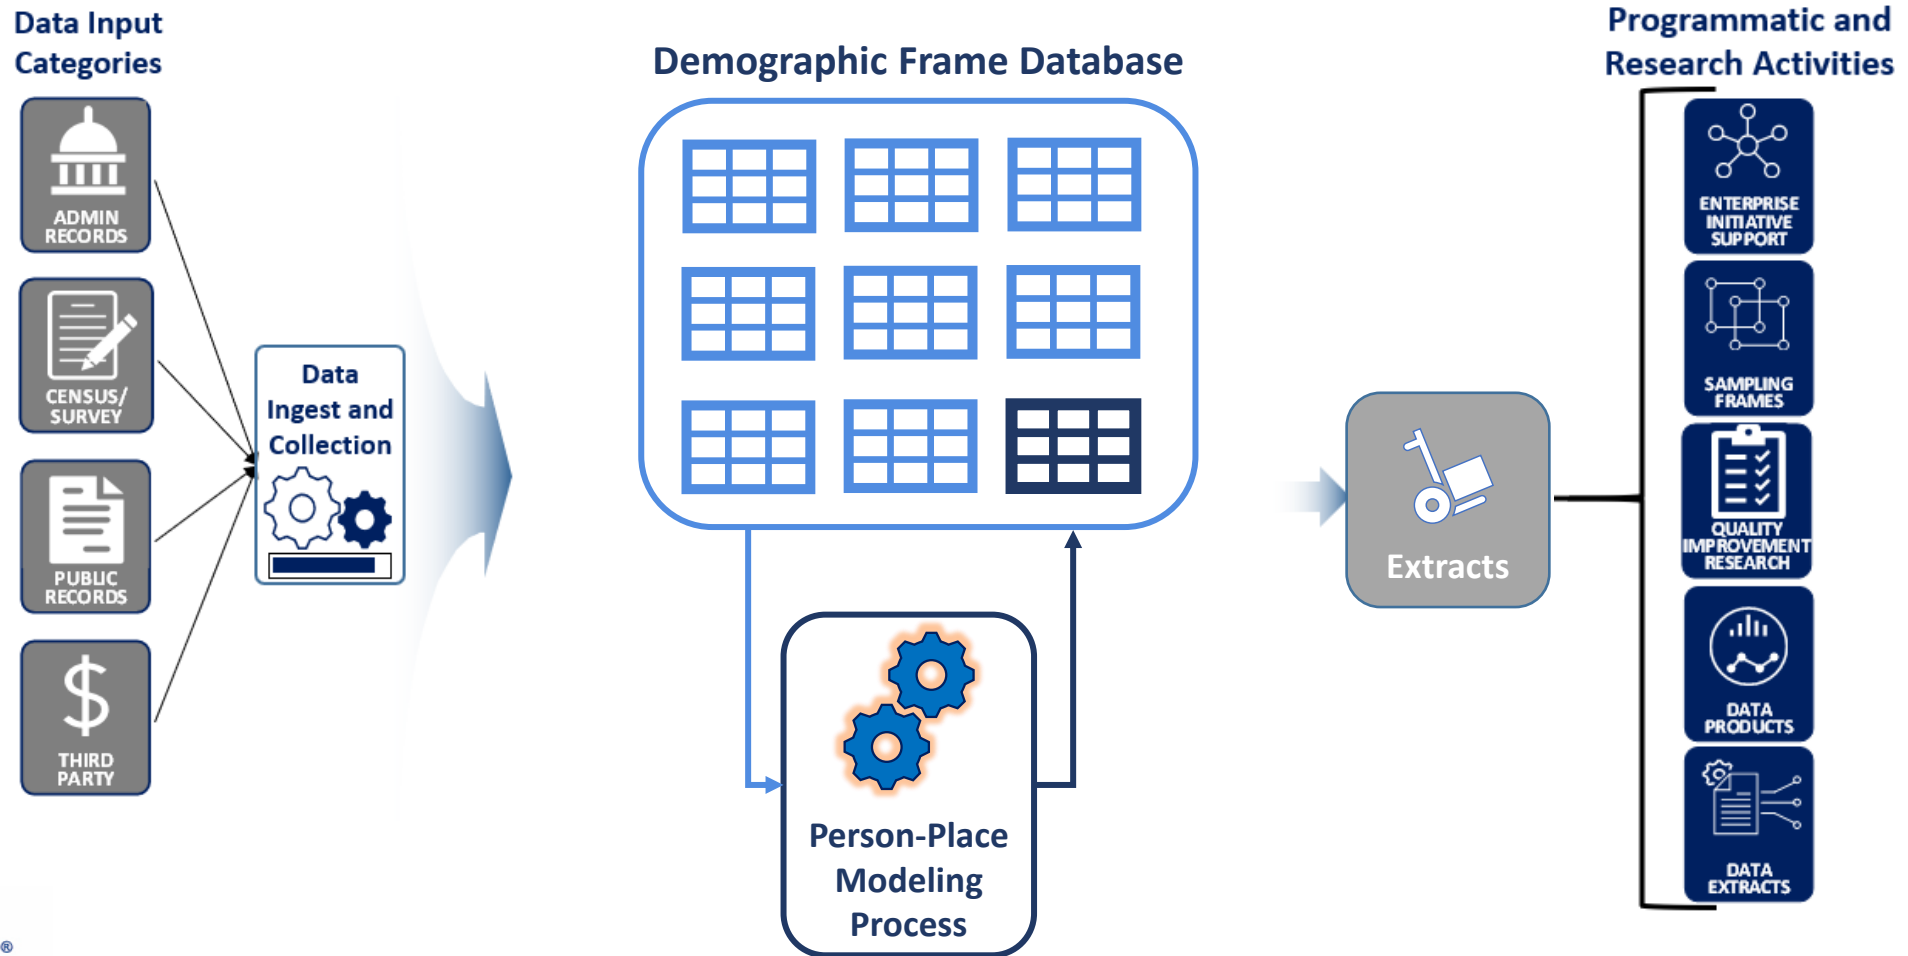 Data Input
Categories
ADMIN
RECORDS
CENSUS/
SURVEY
PUBLIC
RECORDS
THIRD
PARTY
Data
Ingest and
Collection
Demographic Frame Database
Person-Place
Modeling
Process
Extracts
Programmatic and
Research Activities
ENTERPRISE
INITIATIVE
SUPPORT
SAMPLING
FRAMES
QUALITY
IMPROVEMENT
RESEARCH
DATA
PRODUCTS
DATA
EXTRACTS
®